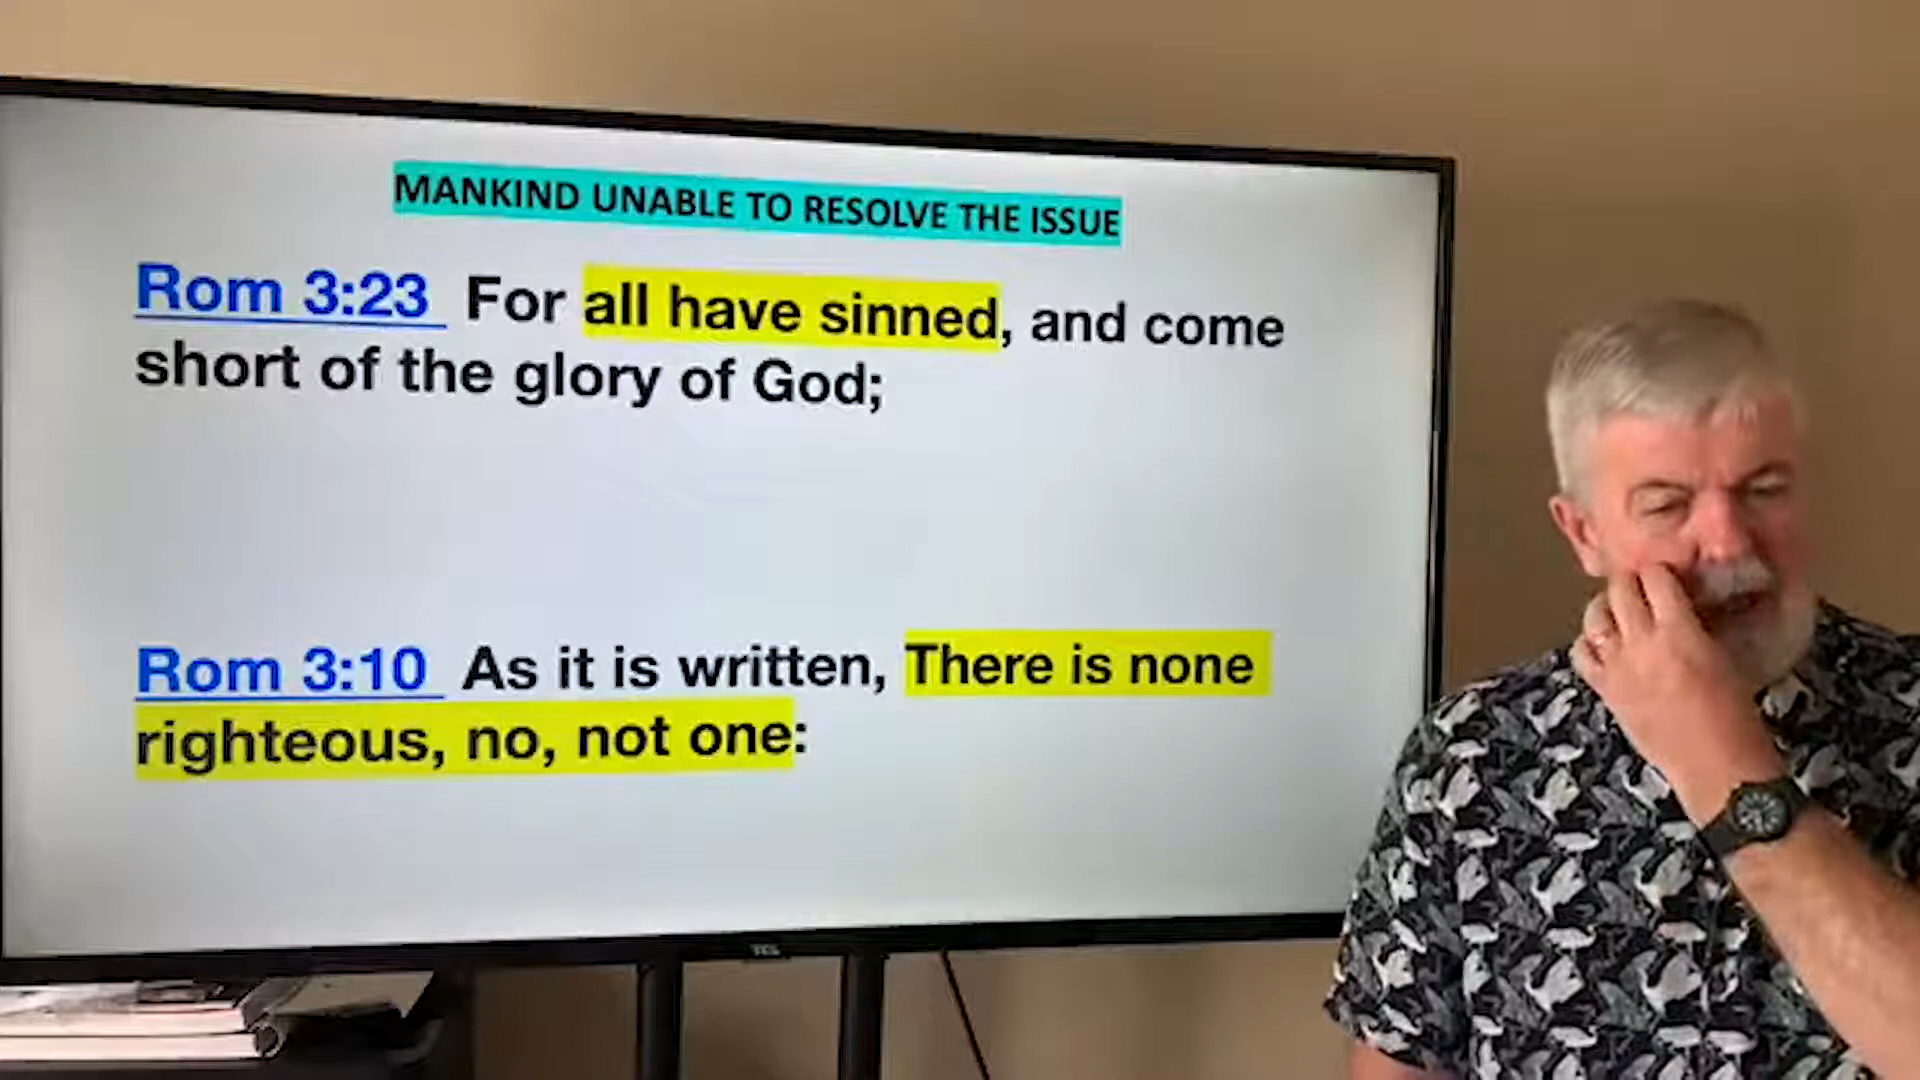 MANKIND UNABLE TO RESOLVE THE ISSUE
Rom 3:23 For all have sinned, and come
short of the glory of God;
Rom 3:10 As it is written, There is none
righteous, no, not one: